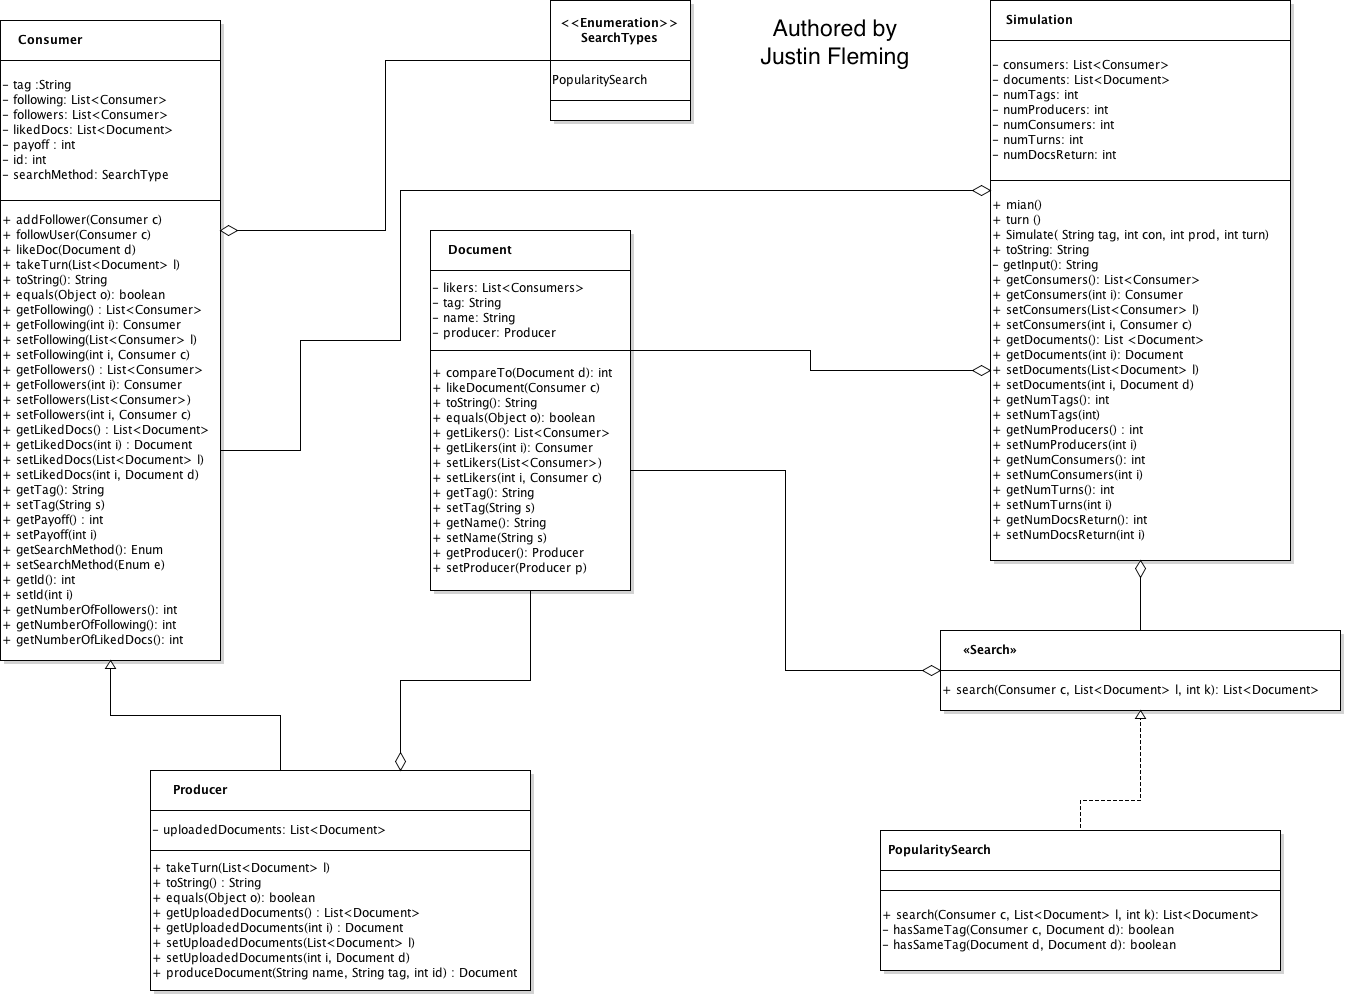 Consumer
- tag :String
- following: List<Consumer>
- followers: List<Consumer>
- likedDocs: List<Document>
- payoff : int
- id: int
- searchMethod: SearchType
+ addFollower(Consumer c)
+ followUser(Consumer c)
+ likeDoc(Document d)
+ takeTurn(List<Document> l)
+ toString(): String
+ equals(Object o): boolean
+ getFollowing() : List<Consumer>
+ getFollowing(int i): Consumer
+ setFollowing(List<Consumer> l)
+ setFollowing(int i, Consumer c)
+ getFollowers() : List<Consumer>
+ getFollowers(int i): Consumer
+ setFollowers(List<Consumer>)
+ setFollowers(int i, Consumer c)
+ getLikedDocs() : List<Document>
+ getLikedDocs(int i) : Document
+ setLikedDocs(List<Document> l)
+ setLikedDocs(int i, Document d)
+ getTag(): String
+ setTag(String s)
+ getPayoff() : int
+ setPayoff(int i)
+ getSearchMethod(): Enum
+ setSearchMethod(Enum e)
+ getId(): int
+ setId(int i)
+ getNumberOfFollowers(): int
+ getNumberOfFollowing(): int
+ getNumberOfLikedDocs(): int
<<Enumeration>>
SearchTypes
PopularitySearch
Authored by
Justin Fleming
Simulation
- consumers: List<Consumer>
- documents: List<Document>
- numTags: int
- numProducers: int
- numConsumers: int
- numTurns: int
- numDocsReturn: int
+ mian()
+ turn ()
+ Simulate( String tag, int con, int prod, int turn)
+ toString: String
- getInput(): String
+ getConsumers(): List<Consumer>
+ getConsumers(int i): Consumer
+ setConsumers(List<Consumer> l)
+ setConsumers(int i, Consumer c)
+ getDocuments(): List <Document>
+ getDocuments(int i): Document
+ setDocuments(List<Document> l)
+ setDocuments(int i, Document d)
+ getNumTags(): int
+ setNumTags(int)
+ getNumProducers() : int
+ setNumProducers(int i)
+ getNumConsumers(): int
+ setNumConsumers(int i)
+ getNumTurns(): int
+ setNumTurns(int i)
+ getNumDocsReturn(): int
+ setNumDocsReturn(int i)
Document
- likers: List<Consumers>
- tag: String
- name: String
- producer: Producer
+ compareTo(Document d): int
+ likeDocument(Consumer c)
+ toString(): String
+ equals(Object o): boolean
+ getLikers(): List<Consumer>
+ getLikers(int i): Consumer
+ setLikers(List<Consumer>)
+ setLikers(int i, Consumer c)
+ getTag(): String
+ setTag(String s)
+ getName(): String
+ setName(String s)
+ getProducer(): Producer
+ setProducer(Producer p)
«Search»
+ search(Consumer c, List<Document> l, int k): List<Document>
Producer
- uploadedDocuments: List<Document>
+ takeTurn(List<Document> l)
+ toString() : String
+ equals(Object o): boolean
+ getUploadedDocuments() : List<Document>
+ getUploadedDocuments(int i) : Document
+ setUploadedDocuments(List<Document> l)
+ setUploadedDocuments(int i, Document d)
+ produceDocument(String name, String tag, int id) : Document
PopularitySearch
+ search(Consumer c, List<Document> l, int k): List<Document>
- hasSameTag(Consumer c, Document d): boolean
- hasSameTag(Document d, Document d): boolean